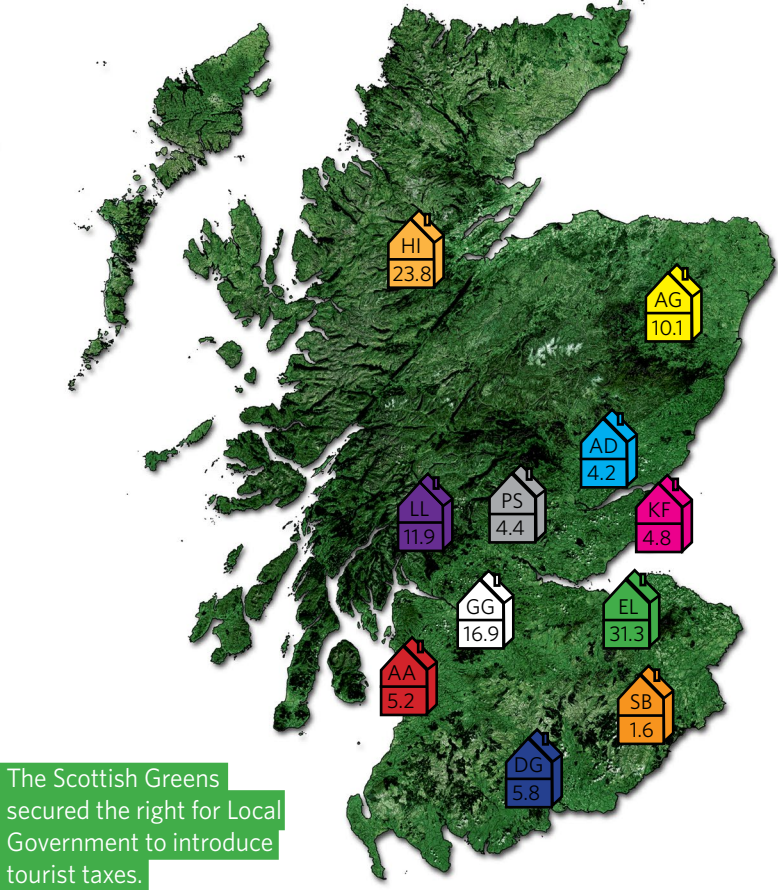 HI
23.8
AG
10.1
AD
4.2
LL
11.9
PS
4.4
KF
4.8
GG
16.9
EL
31.3
AA
5.2
SB
1.6
DG
5.8
The Scottish Greens
secured the right for Local
Government to introduce
tourist taxes.